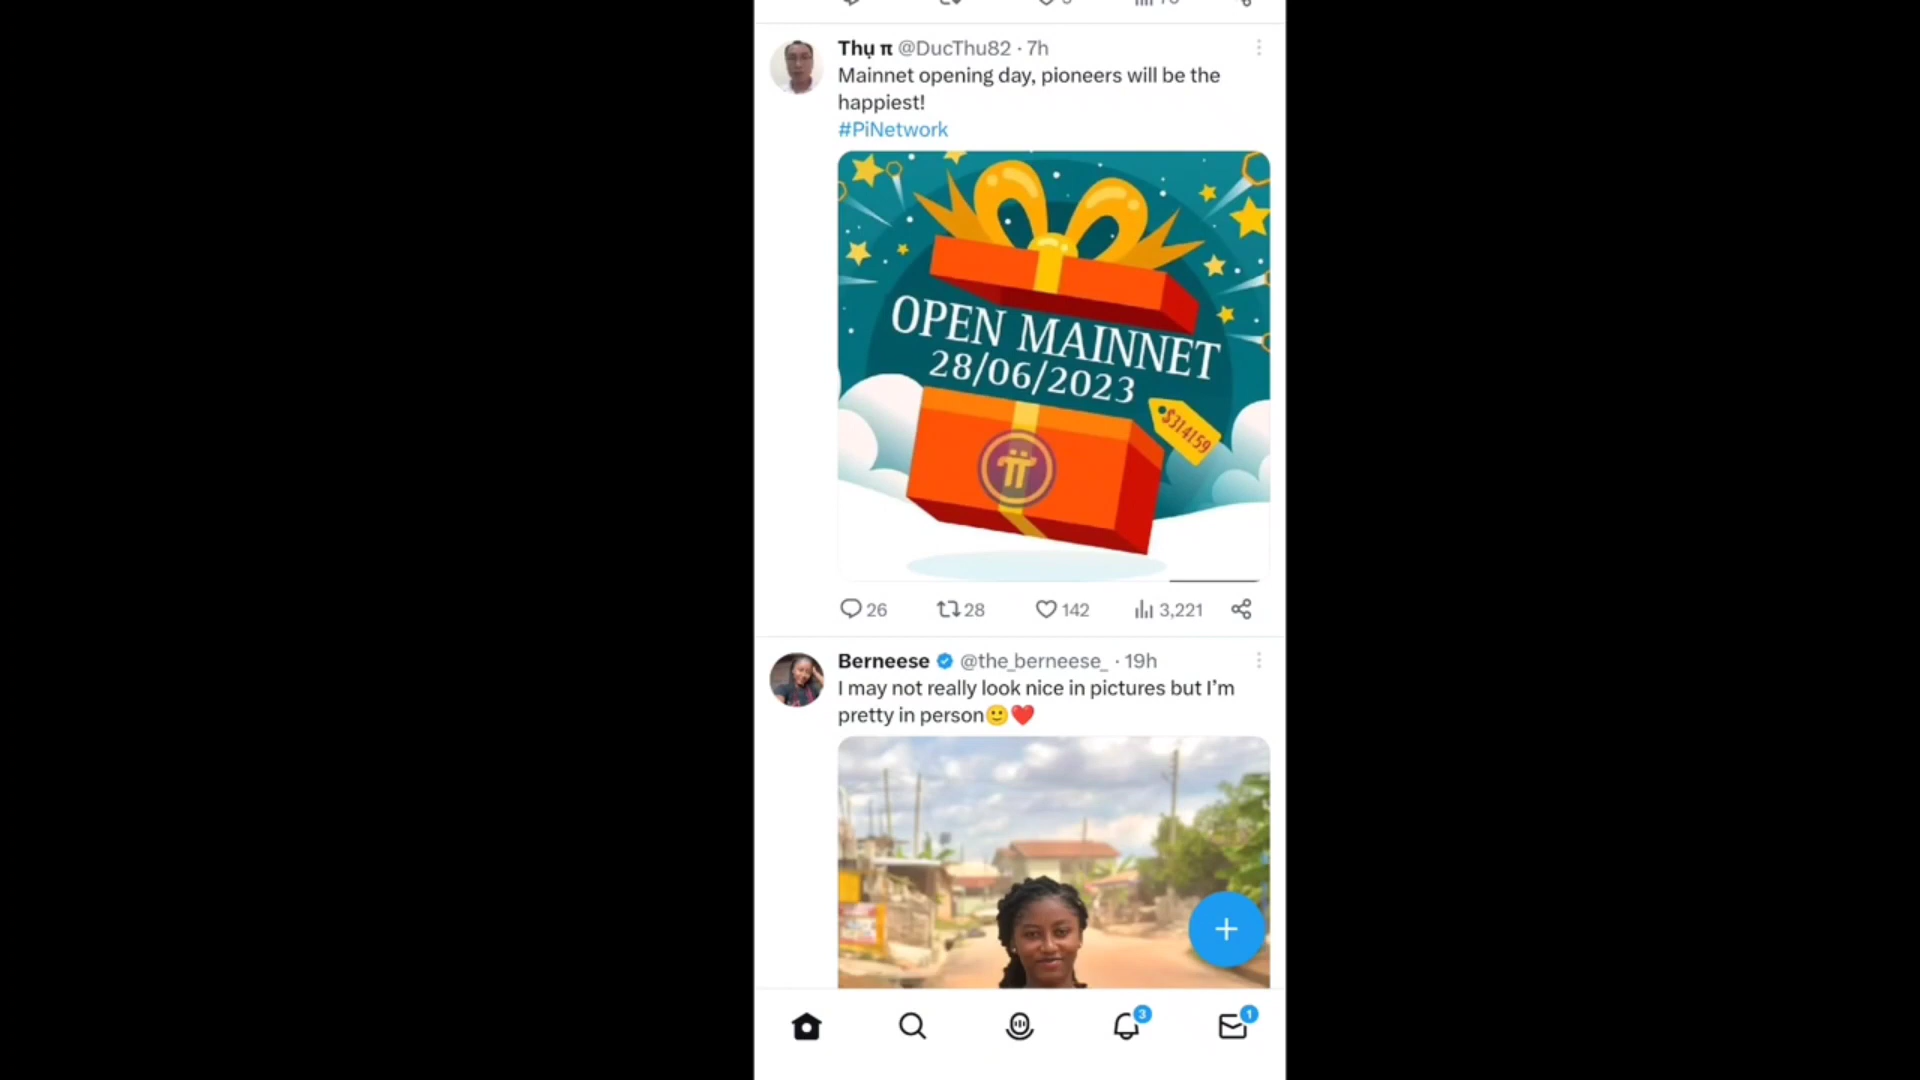 Thụ π @DucThu82 · 7h
Mainnet opening day, pioneers will be the
happiest!
#PiNetwork
OPEN MAINNET
28/06/2023
$314159
26 28 142 3,221
Berneese @the_berneese_ · 19h
I may not really look nice in pictures but I’m
pretty in person🙂❤️
3 1